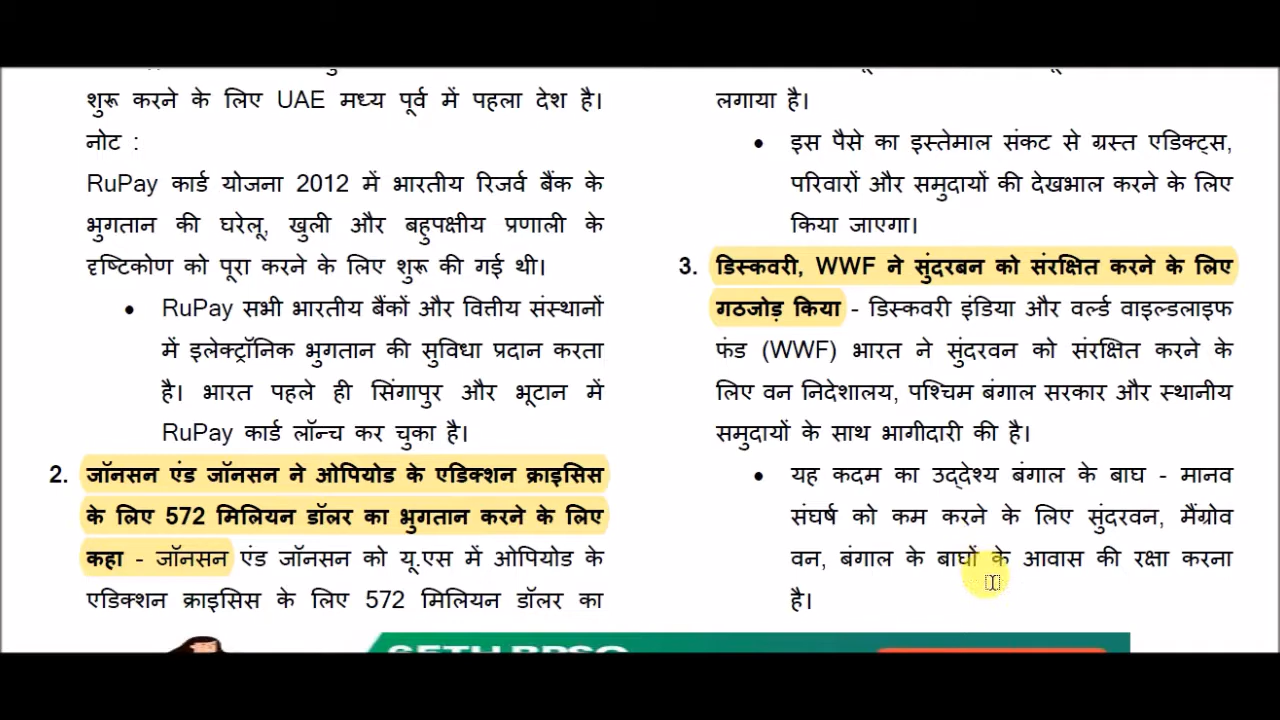 शुरू करने के लिए UAE मध्य पूर्व में पहला देश है।
नोट :
RuPay कार्ड योजना 2012 में भारतीय रिजर्व बैंक के
भुगतान की घरेलू, खुली और बहुपक्षीय प्रणाली के
दृष्टिकोण को पूरा करने के लिए शुरू की गई थी।
• RuPay सभी भारतीय बैंकों और वित्तीय संस्थानों
में इलेक्ट्रॉनिक भुगतान की सुविधा प्रदान करता
है। भारत पहले ही सिंगापुर और भूटान में
RuPay कार्ड लॉन्च कर चुका है।
2. जॉनसन एंड जॉनसन ने ओपियोड के एडिक्शन क्राइसिस
के लिए 572 मिलियन डॉलर का भुगतान करने के लिए
कहा - जॉनसन एंड जॉनसन को यू.एस में ओपियोड के
एडिक्शन क्राइसिस के लिए 572 मिलियन डॉलर का
लगाया है।
• इस पैसे का इस्तेमाल संकट से ग्रस्त एडिक्ट्स,
परिवारों और समुदायों की देखभाल करने के लिए
किया जाएगा।
3. डिस्कवरी, WWF ने सुंदरबन को संरक्षित करने के लिए
गठजोड़ किया - डिस्कवरी इंडिया और वर्ल्ड वाइल्डलाइफ
फंड (WWF) भारत ने सुंदरवन को संरक्षित करने के
लिए वन निदेशालय, पश्चिम बंगाल सरकार और स्थानीय
समुदायों के साथ भागीदारी की है।
• यह कदम का उद्देश्य बंगाल के बाघ - मानव
संघर्ष को कम करने के लिए सुंदरवन, मैंग्रोव
वन, बंगाल के बाघों के आवास की रक्षा करना
है।